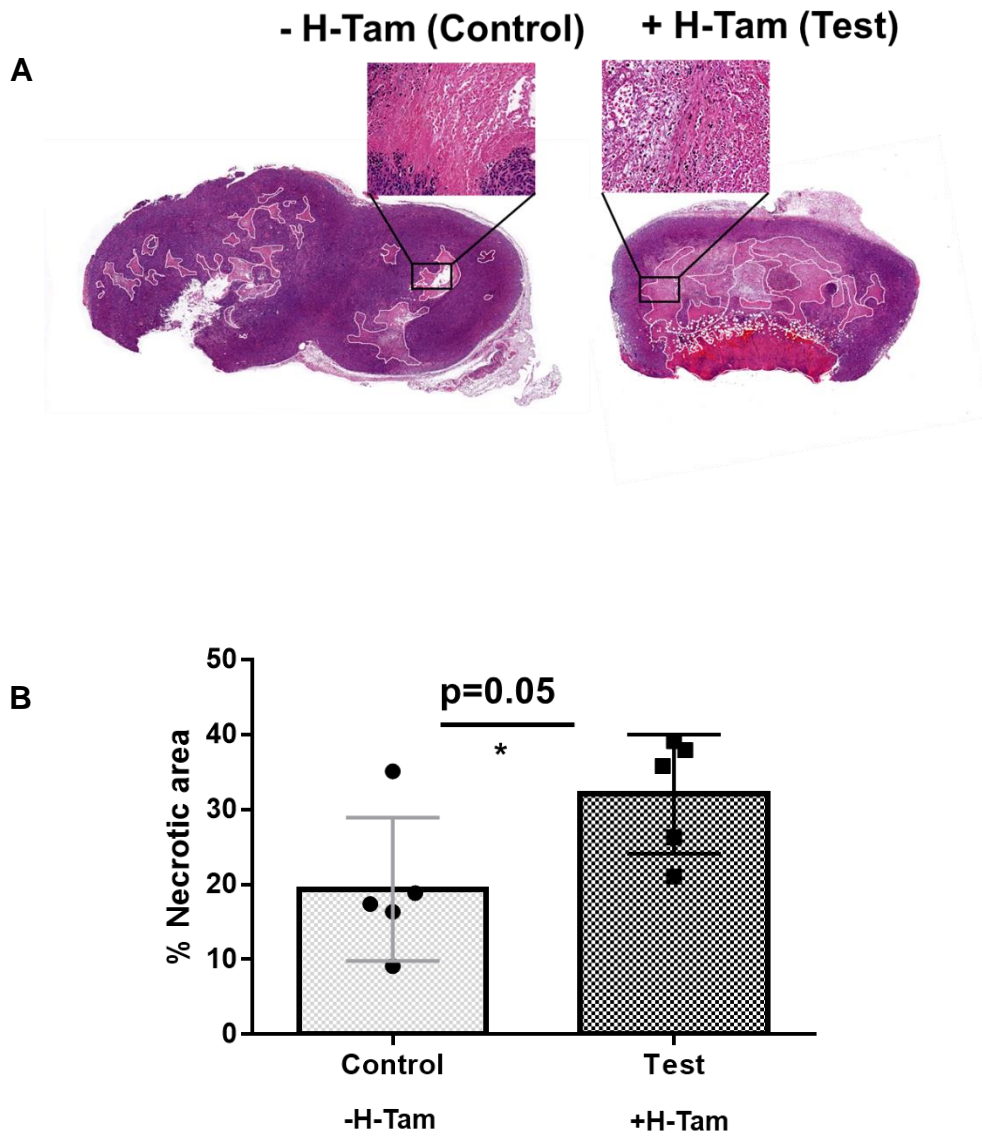 - H-Tam (Control) + H-Tam (Test)
A
B
% Necrotic area
50
40
30
20
10
0
p=0.05
*
Control Test
-H-Tam +H-Tam